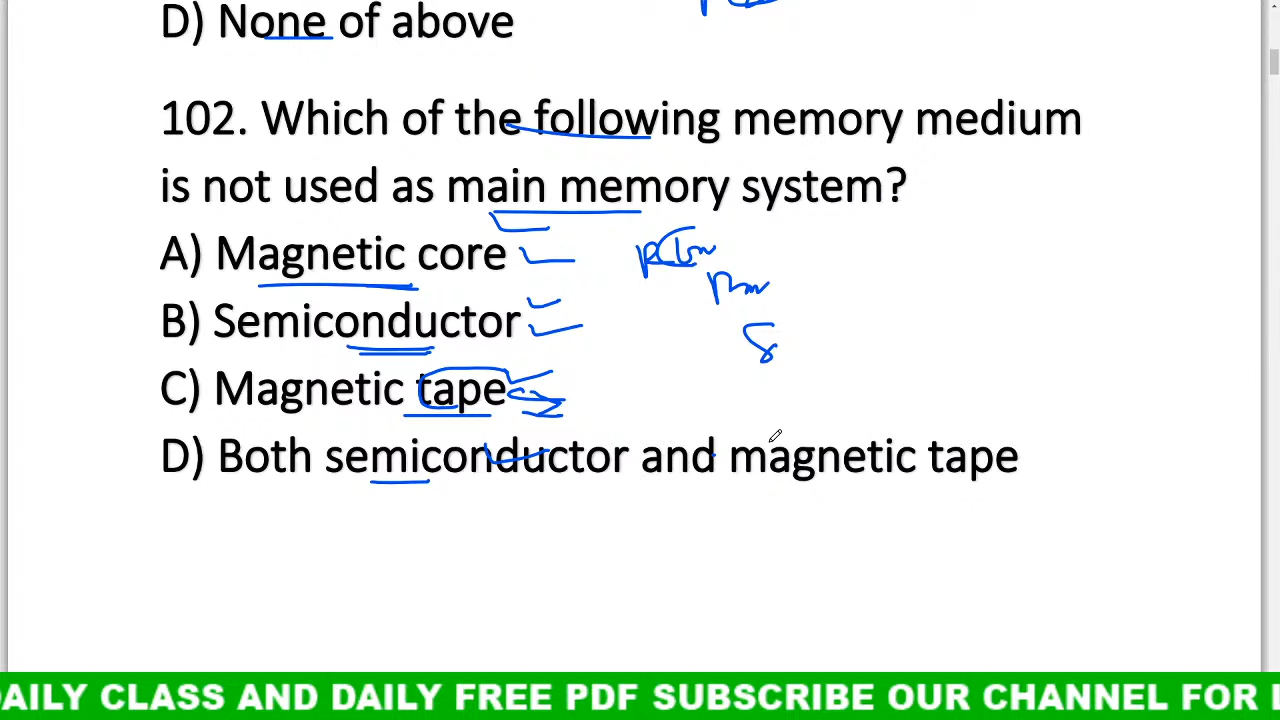 D) None of above
102. Which of the following memory medium
is not used as main memory system?
A) Magnetic core
B) Semiconductor
C) Magnetic tape
D) Both semiconductor and magnetic tape
DAILY CLASS AND DAILY FREE PDF SUBSCRIBE OUR CHANNEL FOR